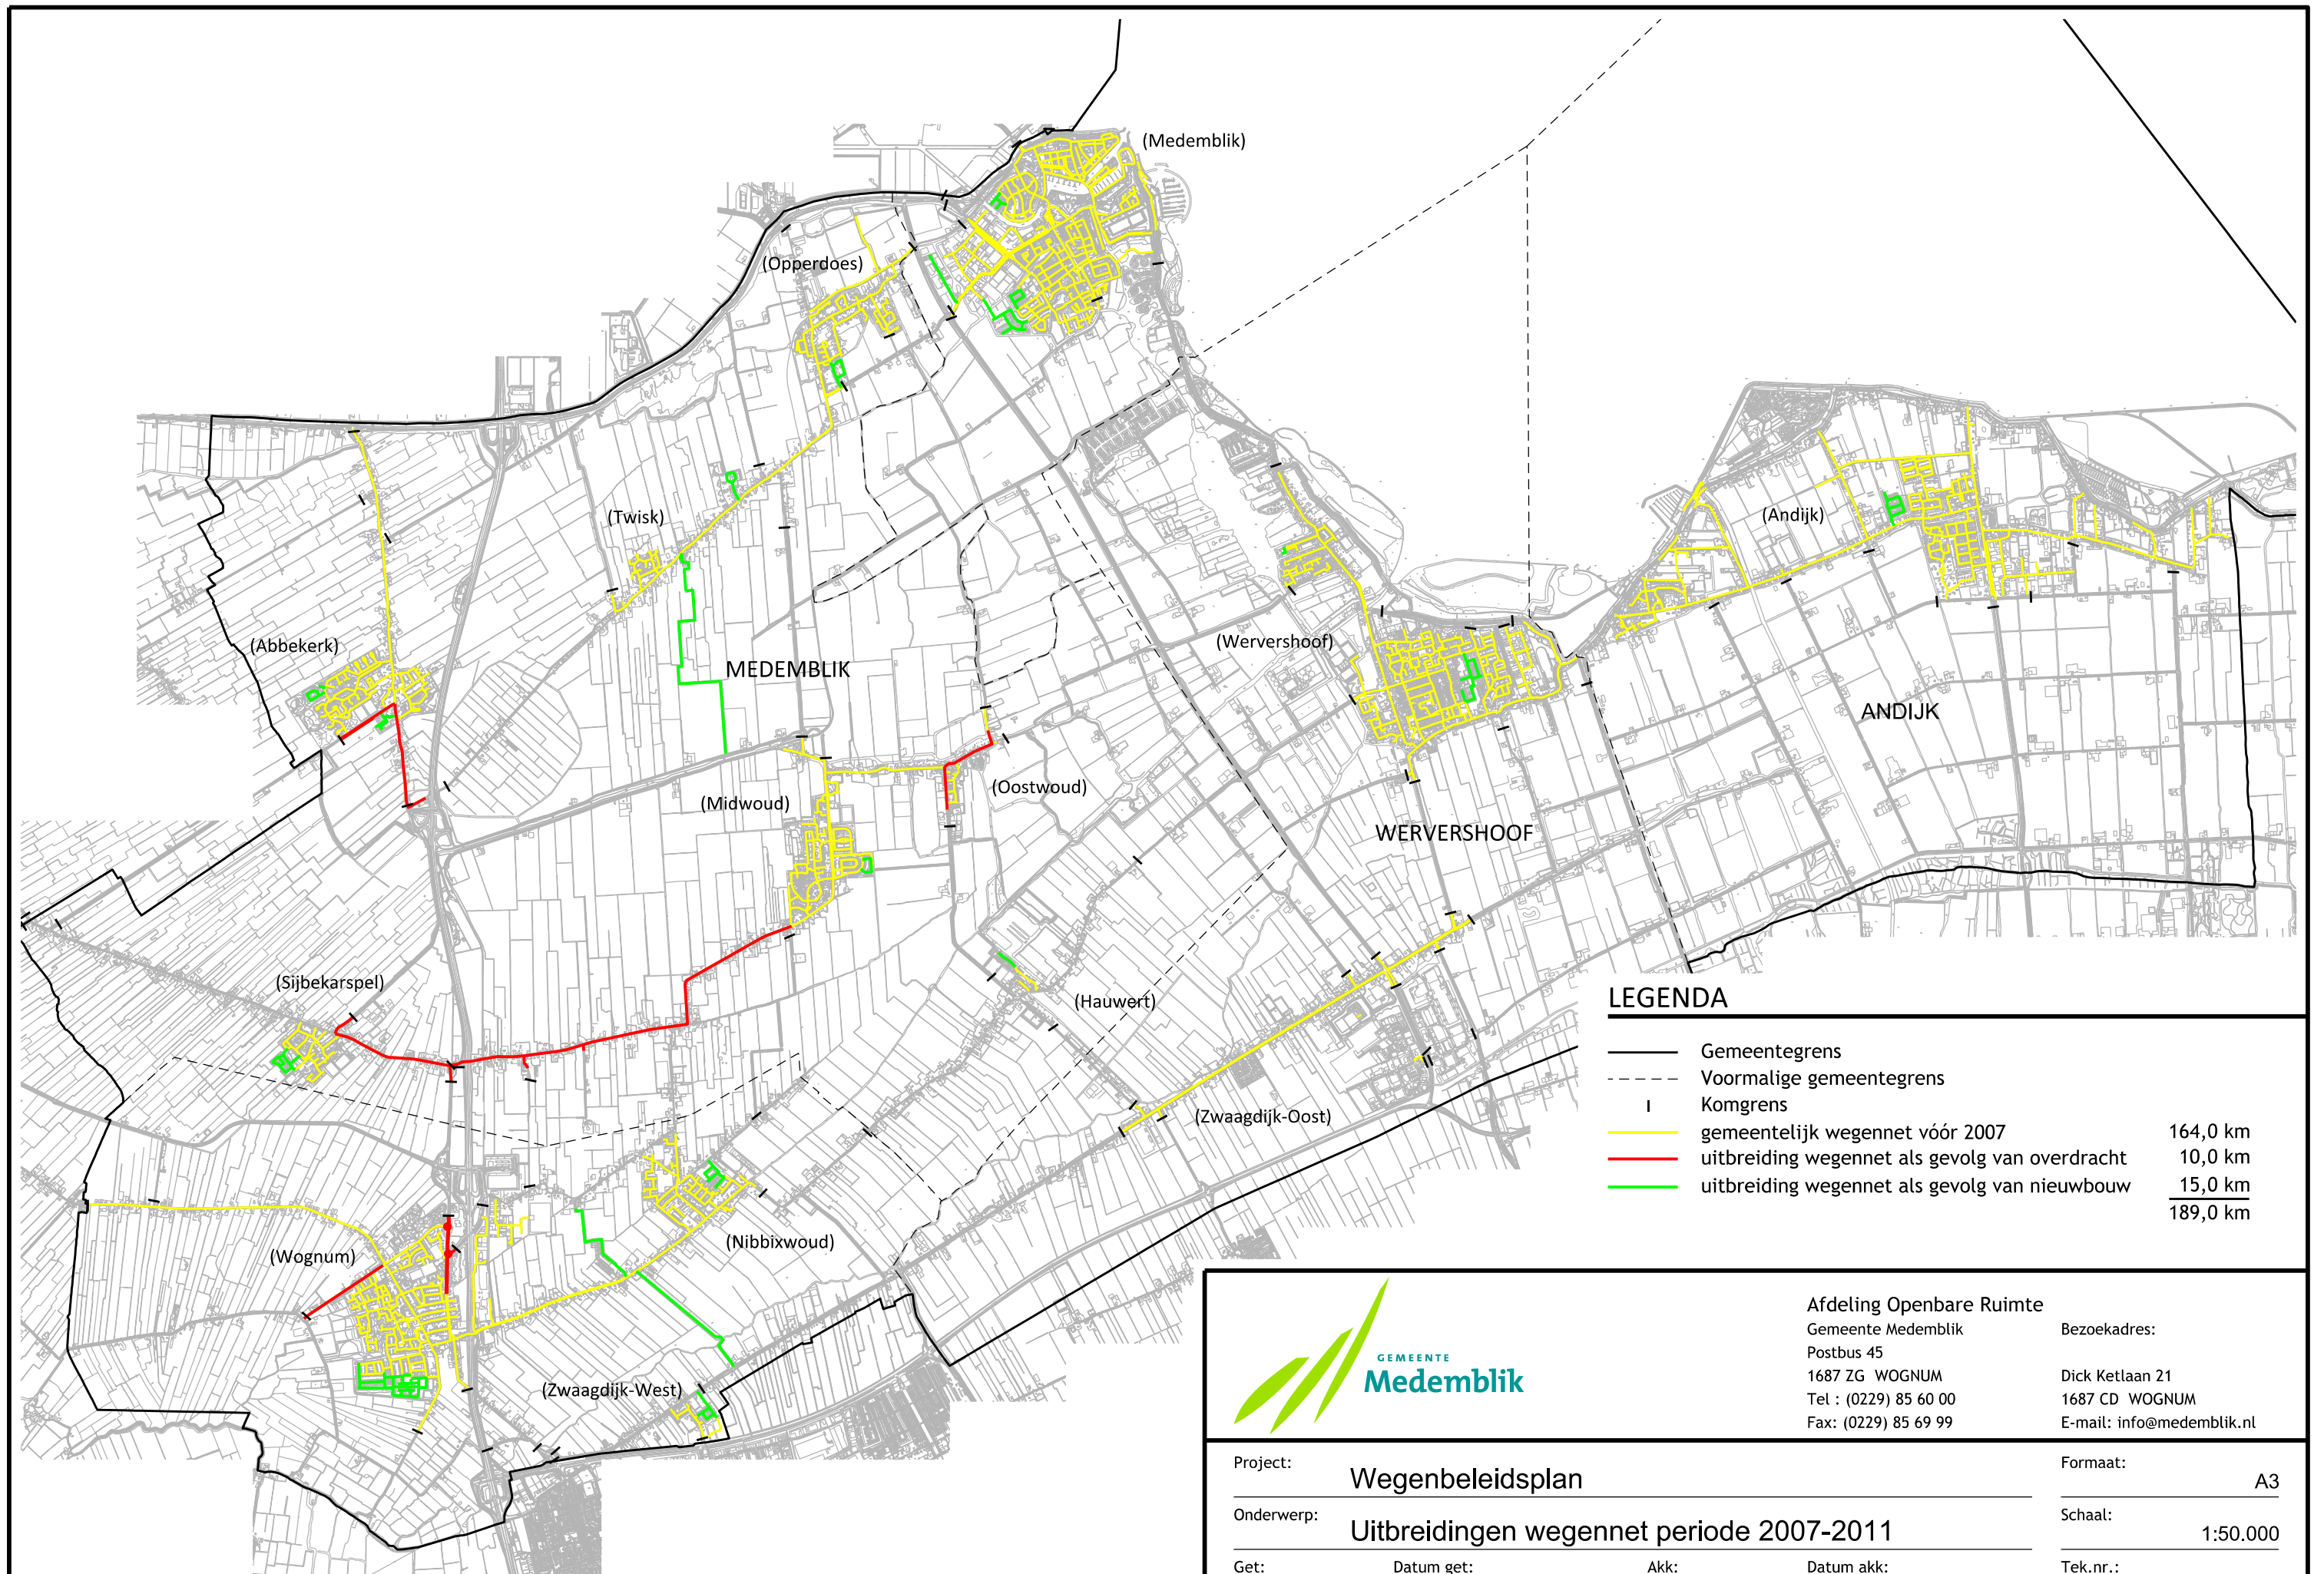 (Medemblik)
(Opperdoes)
(Twisk)
(Andijk)
(Abbekerk)
(Wervershoof)
MEDEMBLIK
ANDIJK
(Oostwoud)
(Midwoud)
WERVERSHOOF
(Sijbekarspel)
(Hauwert)
(Zwaagdijk-Oost)
(Nibbixwoud)
(Wognum)
(Zwaagdijk-West)
LEGENDA
Gemeentegrens
Voormalige gemeentegrens
Komgrens
gemeentelijk wegennet vóór 2007 164,0 km
uitbreiding wegennet als gevolg van overdracht 10,0 km
uitbreiding wegennet als gevolg van nieuwbouw 15,0 km
189,0 km
GEMEENTE
Medemblik
Afdeling Openbare Ruimte
Gemeente Medemblik Bezoekadres:
Postbus 45
1687 ZG WOGNUM Dick Ketlaan 21
Tel : (0229) 85 60 00 1687 CD WOGNUM
Fax: (0229) 85 69 99 E-mail: info@medemblik.nl
Project: Wegenbeleidsplan Formaat: A3
Onderwerp: Uitbreidingen wegennet periode 2007-2011 Schaal: 1:50.000
Get: Datum get: Akk: Datum akk: Tek.nr.: